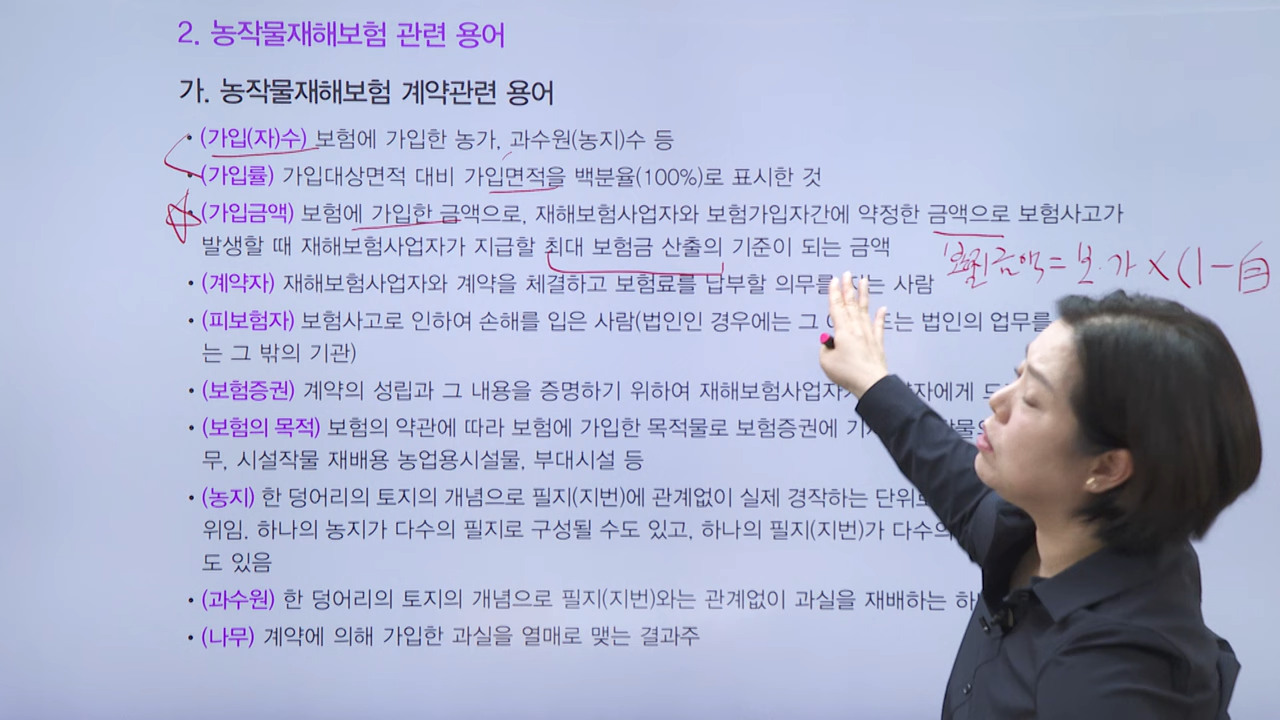 2. 농작물재해보험 관련 용어
가. 농작물재해보험 계약관련 용어
• (가입(자)수) 보험에 가입한 농가, 과수원(농지)수 등
• (가입률) 가입대상면적 대비 가입면적을 백분율(100%)로 표시한 것
• (가입금액) 보험에 가입한 금액으로, 재해보험사업자와 보험가입자간에 약정한 금액으로 보험사고가
발생할 때 재해보험사업자가 지급할 최대 보험금 산출의 기준이 되는 금액
금액 = 보·가 × (1 - 自
• (계약자) 재해보험사업자와 계약을 체결하고 보험료를 납부할 의무를 지는 사람
• (피보험자) 보험사고로 인하여 손해를 입은 사람(법인인 경우에는 그 는 법인의 업무를
는 그 밖의 기관)
• (보험증권) 계약의 성립과 그 내용을 증명하기 위하여 재해보험사업자가 계약자에게
• (보험의 목적) 보험의 약관에 따라 보험에 가입한 목적물로 보험증권에
무, 시설작물 재배용 농업용시설물, 부대시설 등
• (농지) 한 덩어리의 토지의 개념으로 필지(지번)에 관계없이 실제 경작하는 단위로
위임. 하나의 농지가 다수의 필지로 구성될 수도 있고, 하나의 필지(지번)가 다수의
도 있음
• (과수원) 한 덩어리의 토지의 개념으로 필지(지번)와는 관계없이 과실을 재배하는 하
• (나무) 계약에 의해 가입한 과실을 열매로 맺는 결과주